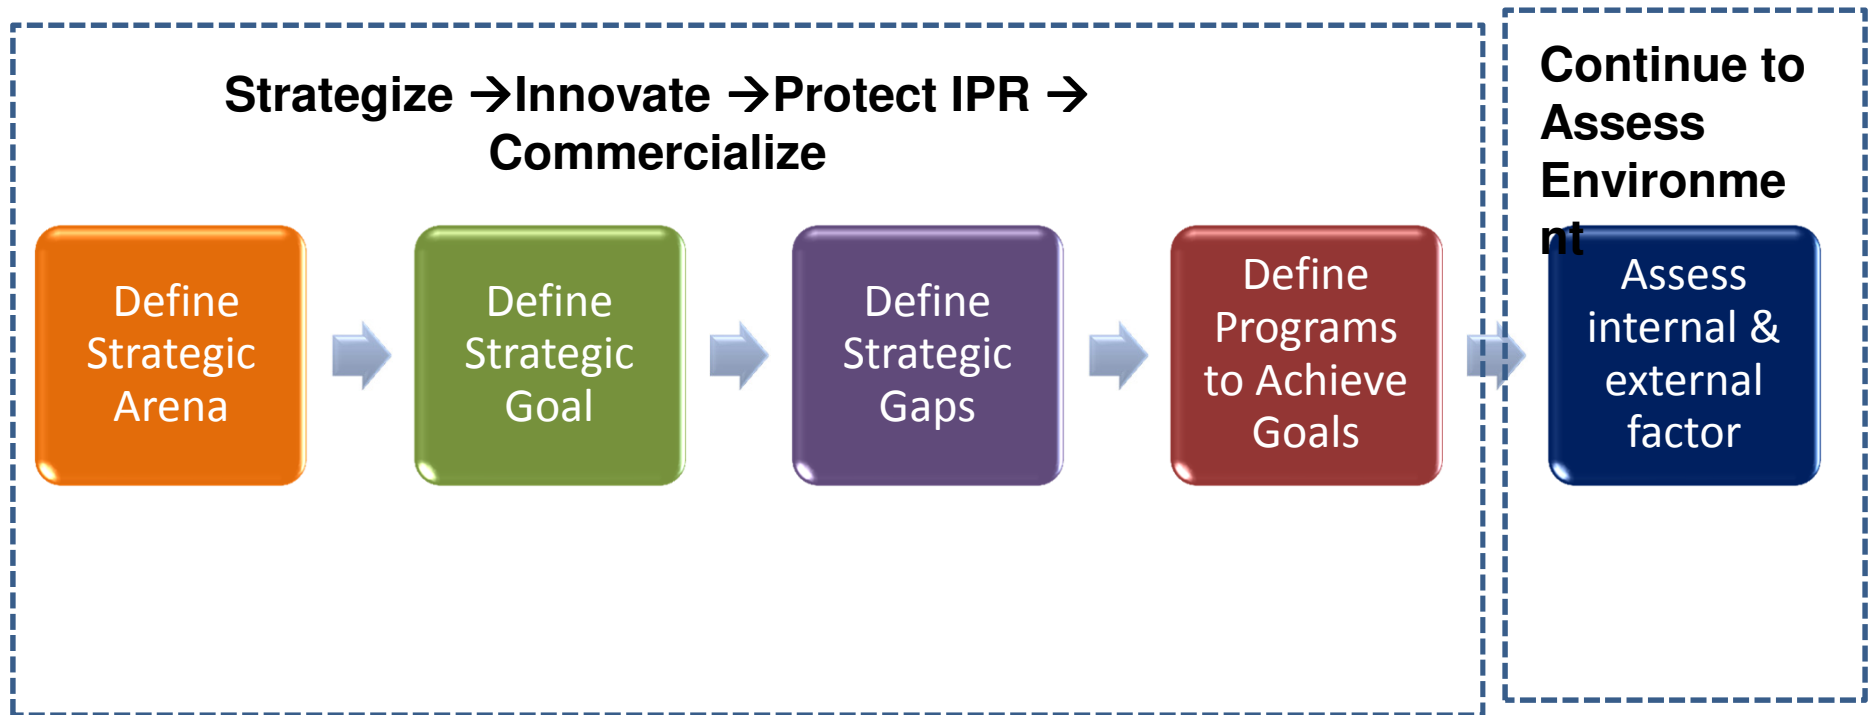 Strategize →Innovate →Protect IPR →
Commercialize
Define
Strategic
Arena
Define
Strategic
Goal
Define
Strategic
Gaps
Define
Programs
to Achieve
Goals
Continue to
Assess
Environme
nt
Assess
internal &
external
factor